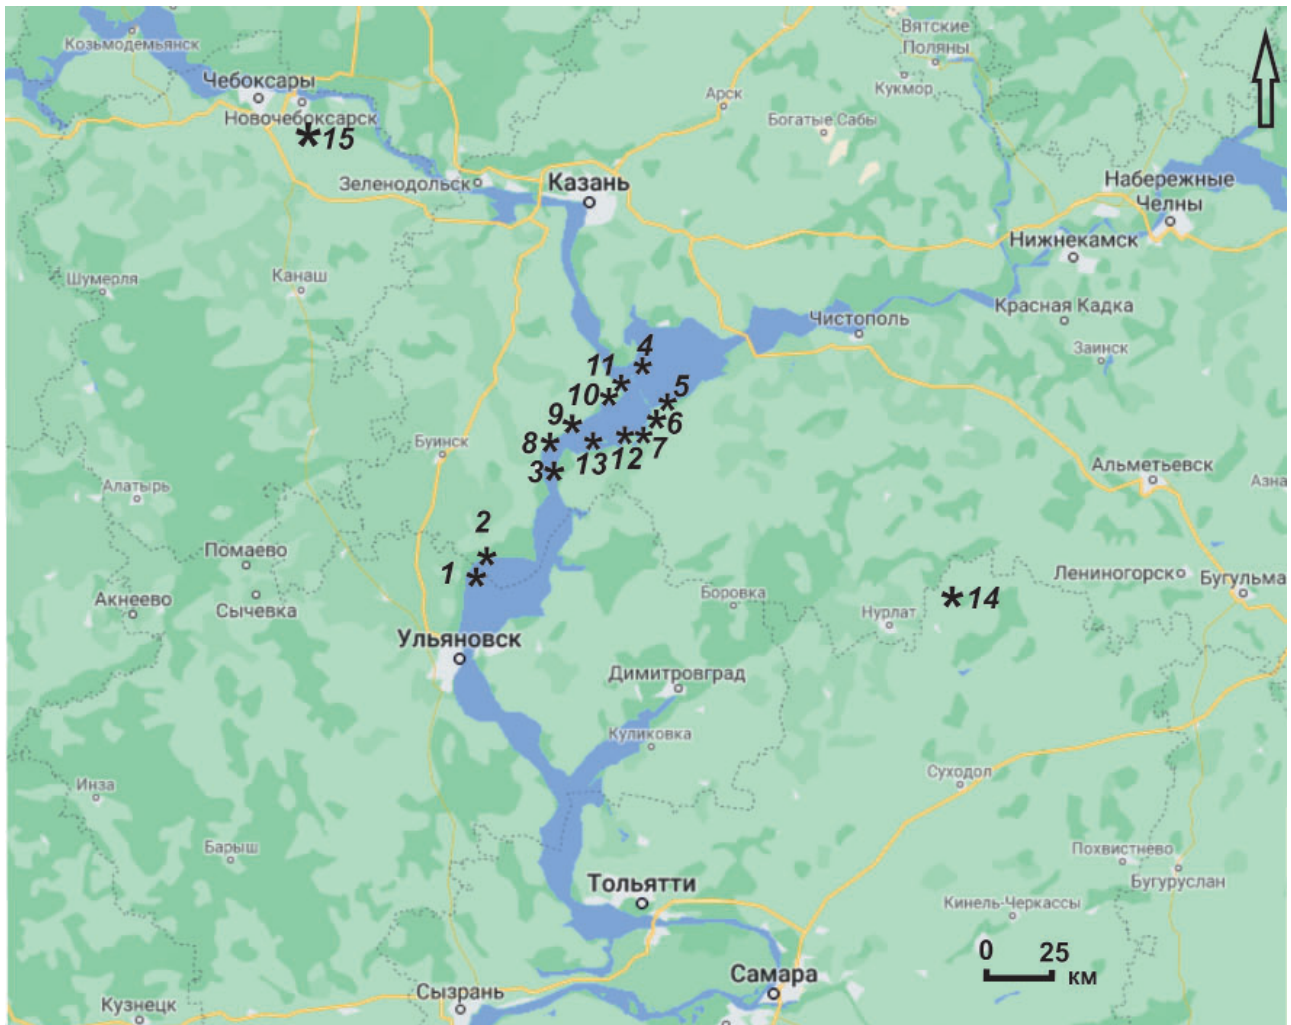 Козьмодемьянск
Вятские
Поляны
Чебоксары
Новочебоксарск
*15
Арск
Кукмор
Богатые Сабы
Зеленодольск
Казань
Набережные
Челны
Нижнекамск
Шумерля
Канаш
Красная Кадка
Чистополь
Заинск
4
11
10
5
9
6
8
7
13
12
3
Буинск
Альметьевск
Алатырь
Азна
2
Помаево
1
Лениногорск
Бугульма
Акнеево
Сычевка
Боровка
*14
Нурлат
Ульяновск
Димитровград
Куликовка
Инза
Суходол
Барыш
Похвистнево
Бугуруслан
Тольятти
Кинель-Черкассы
0 25
км
Самара
Сызрань
Кузнецк